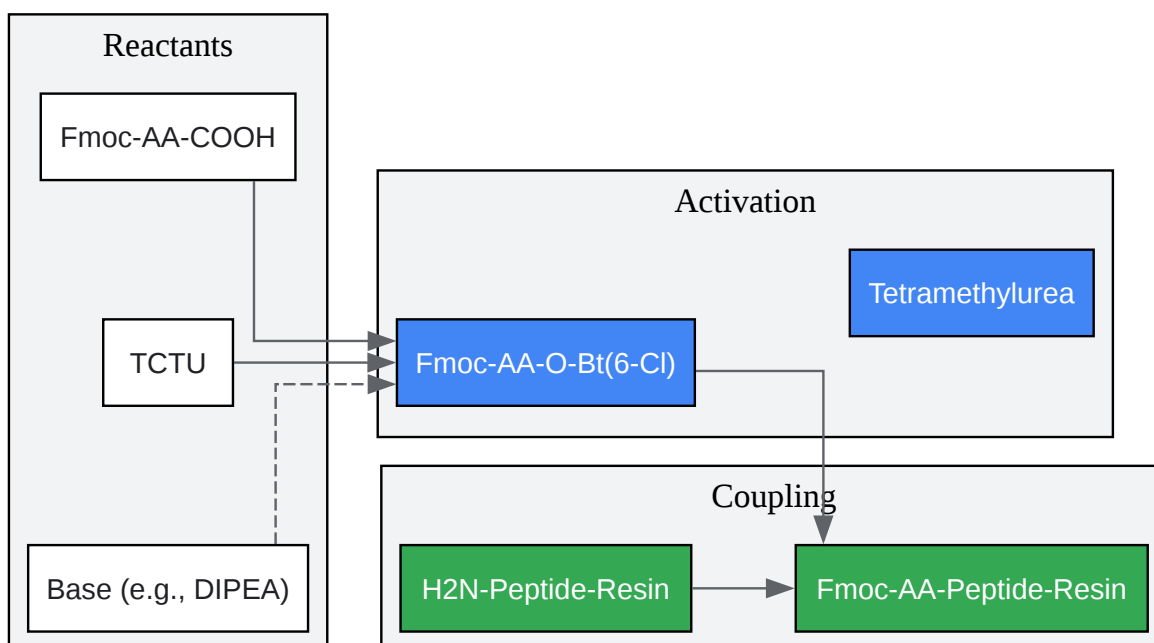 Reactants
Fmoc-AA-COOH
TCTU
Base (e.g., DIPEA)
Activation
Tetramethylurea
Fmoc-AA-O-Bt(6-Cl)
Coupling
H2N-Peptide-Resin
Fmoc-AA-Peptide-Resin